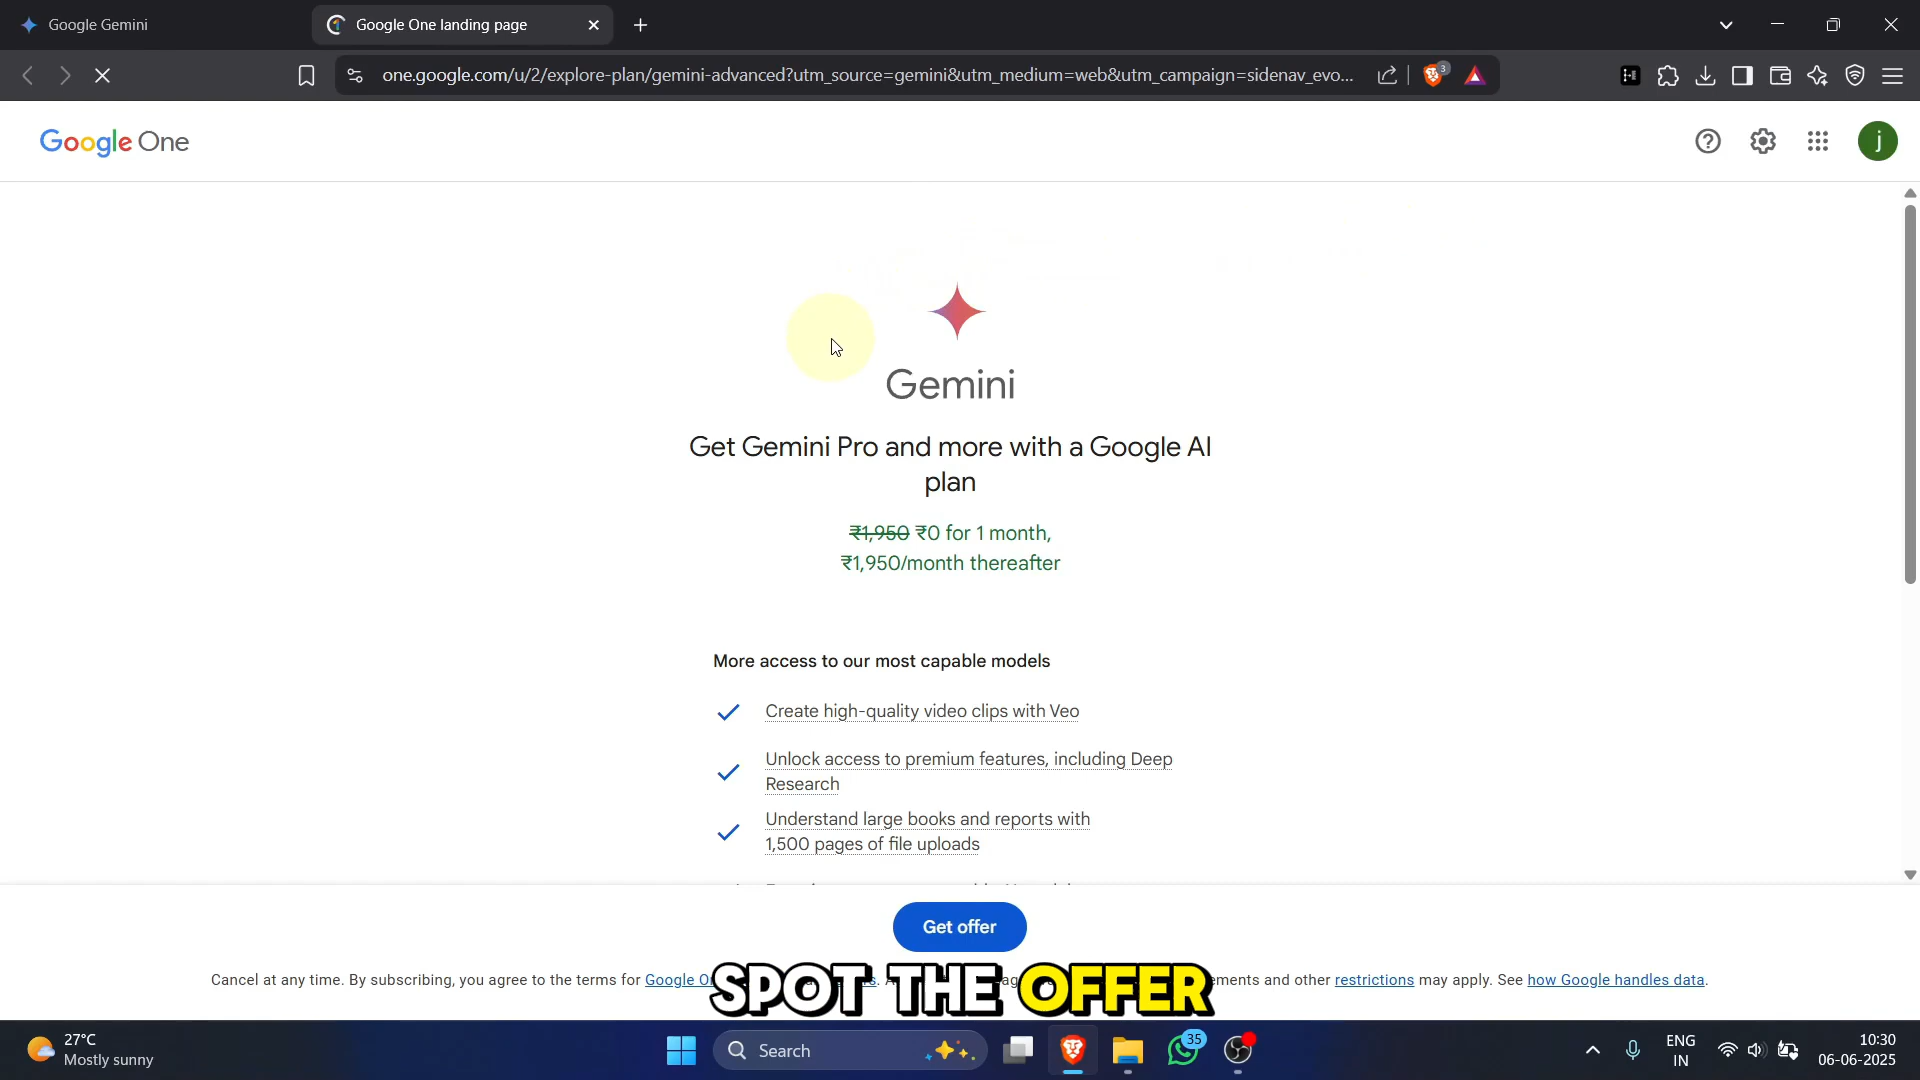 Google Gemini
Google One landing page
one.google.com/u/2/explore-plan/gemini-advanced?utm_source=gemini&utm_medium=web&utm_campaign=sidenav_evo...
3
Google One
j
Gemini
Get Gemini Pro and more with a Google AI
plan
₹1,950 ₹0 for 1 month,
₹1,950/month thereafter
More access to our most capable models
Create high-quality video clips with Veo
Unlock access to premium features, including Deep
Research
Understand large books and reports with
1,500 pages of file uploads
Get offer
Cancel at any time. By subscribing, you agree to the terms for Google
may apply. See how Google handles data.
and other restrictions
SPOT THE OFFER
27°C
Mostly sunny
Search
35
ENG
IN
10:30
06-06-2025